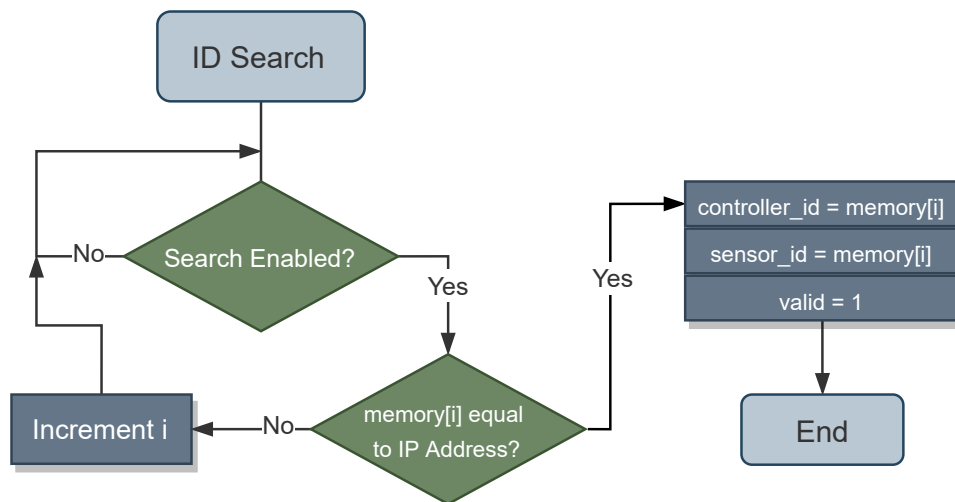 ID Search
No
Search Enabled?
Yes
Yes
controller_id = memory[i]
sensor_id = memory[i]
valid = 1
Increment i
No
memory[i] equal
to IP Address?
End